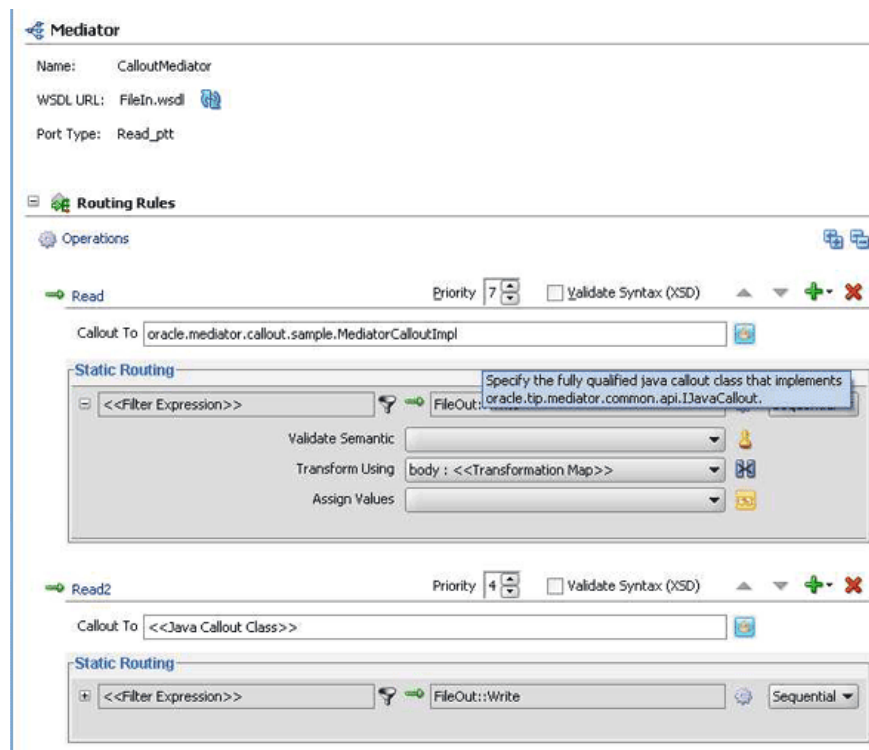 Mediator
Name: CalloutMediator
WSDL URL: FileIn.wsdl
Port Type: Read_ptt
Routing Rules
Operations
Read Priority 7 Validate Syntax (XSD)
Callout To oracle.mediator.callout.sample.MediatorCalloutImpl
Static Routing
Specify the fully qualified java callout class that implements
oracle.tip.mediator.common.api.IJavaCallout.
<<Filter Expression>> FileOut::Write Sequential
Validate Semantic
Transform Using body : <<Transformation Map>>
Assign Values
Read2 Priority 4 Validate Syntax (XSD)
Callout To <<Java Callout Class>>
Static Routing
<<Filter Expression>> FileOut::Write Sequential